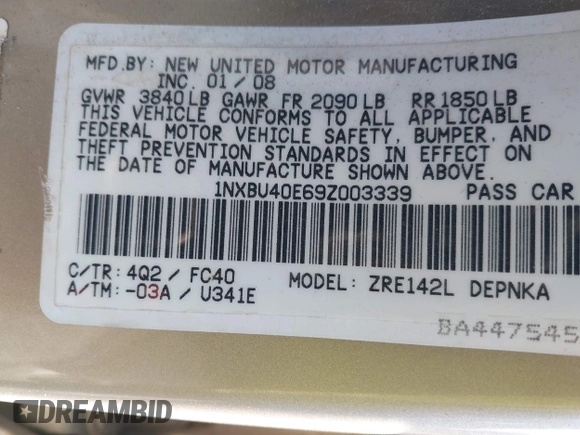 MFD.BY: NEW UNITED MOTOR MANUFACTURING
INC. 01 / 08
GVWR 3840LB GAWR FR 2090LB RR 1850LB
THIS VEHICLE CONFORMS TO ALL APPLICABLE
FEDERAL MOTOR VEHICLE SAFETY, BUMPER, AND
THEFT PREVENTION STANDARDS IN EFFECT ON
THE DATE OF MANUFACTURE SHOWN ABOVE.
1NXBU40E69Z003339 PASS CAR
C/TR: 4Q2 / FC40 MODEL: ZRE142L DEPNKA
A/TM: -03A / U341E
BA447545
DREAMBID